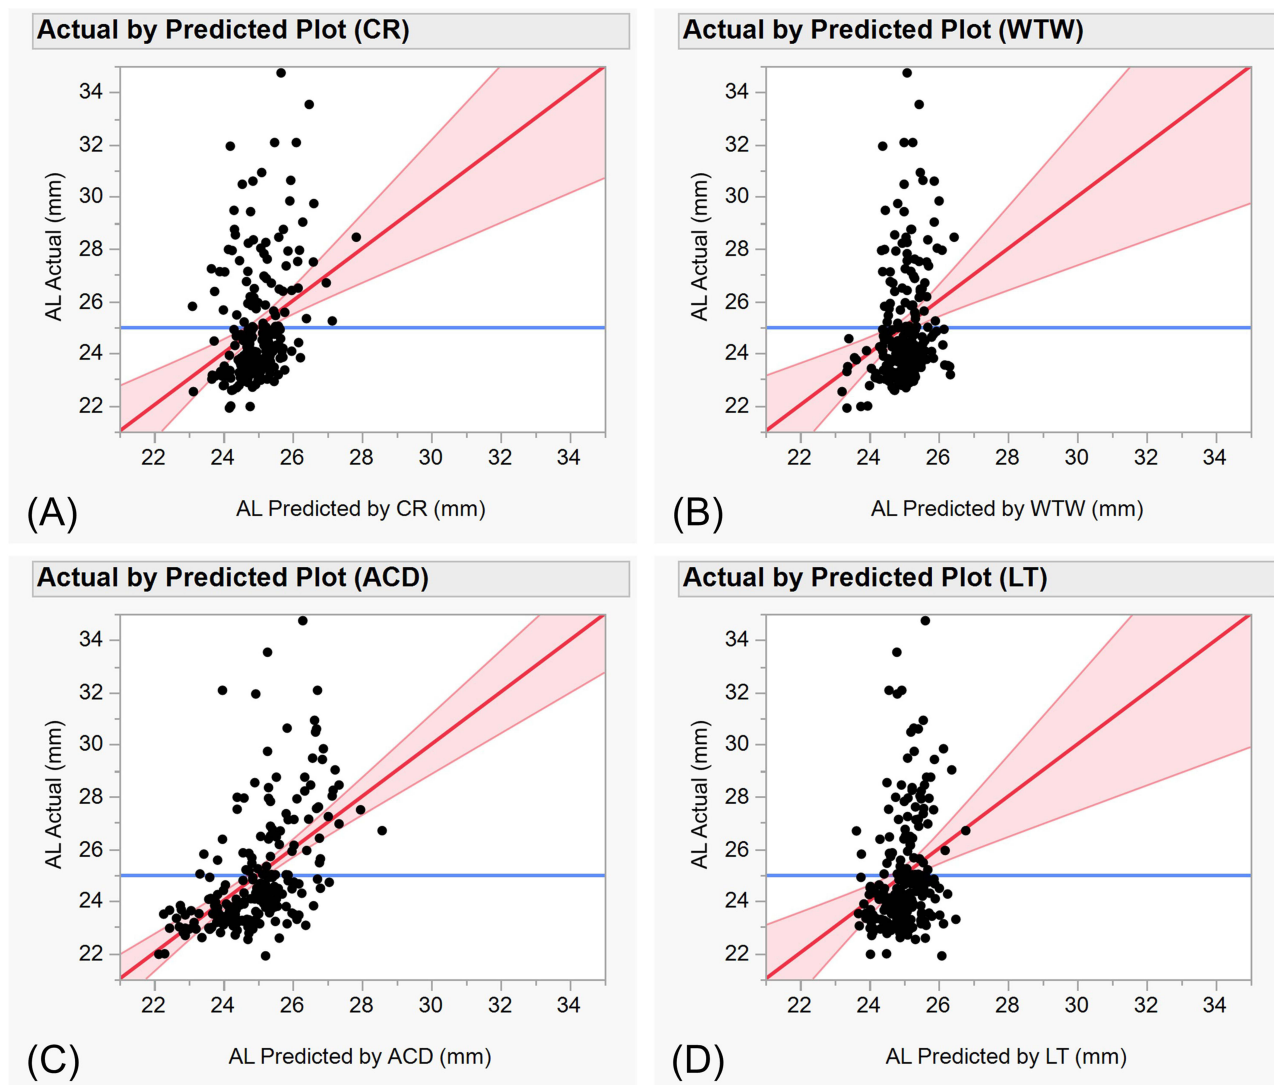 Actual by Predicted Plot (CR)
AL Actual (mm)
34
32
30
28
26
24
22
22 24 26 28 30 32 34
(A)
AL Predicted by CR (mm)
Actual by Predicted Plot (WTW)
AL Actual (mm)
34
32
30
28
26
24
22
22 24 26 28 30 32 34
(B)
AL Predicted by WTW (mm)
Actual by Predicted Plot (ACD)
AL Actual (mm)
34
32
30
28
26
24
22
22 24 26 28 30 32 34
(C)
AL Predicted by ACD (mm)
Actual by Predicted Plot (LT)
AL Actual (mm)
34
32
30
28
26
24
22
22 24 26 28 30 32 34
(D)
AL Predicted by LT (mm)